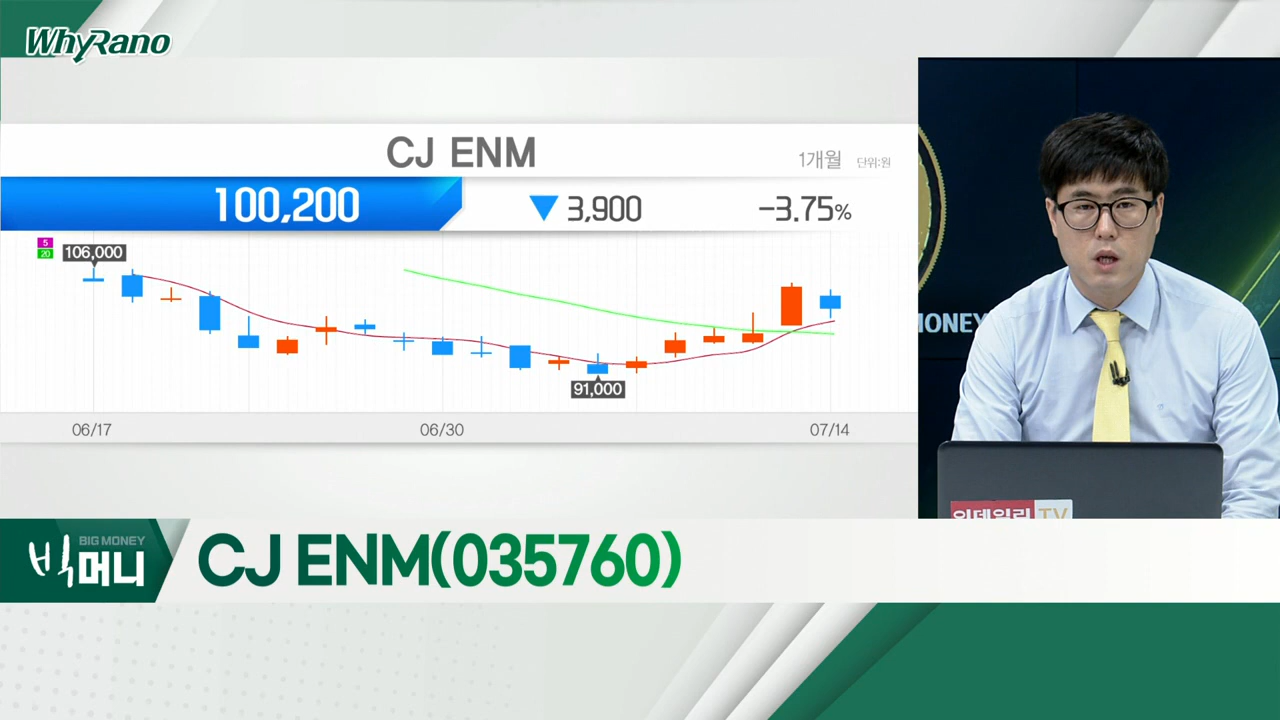 WhyRano
CJ ENM
1개월 단위:원
100,200 ▼ 3,900 -3.75%
5
20
106,000
91,000
06/17 06/30 07/14
MONEY
이데일리 TV
BIG MONEY
빅머니
CJ ENM(035760)